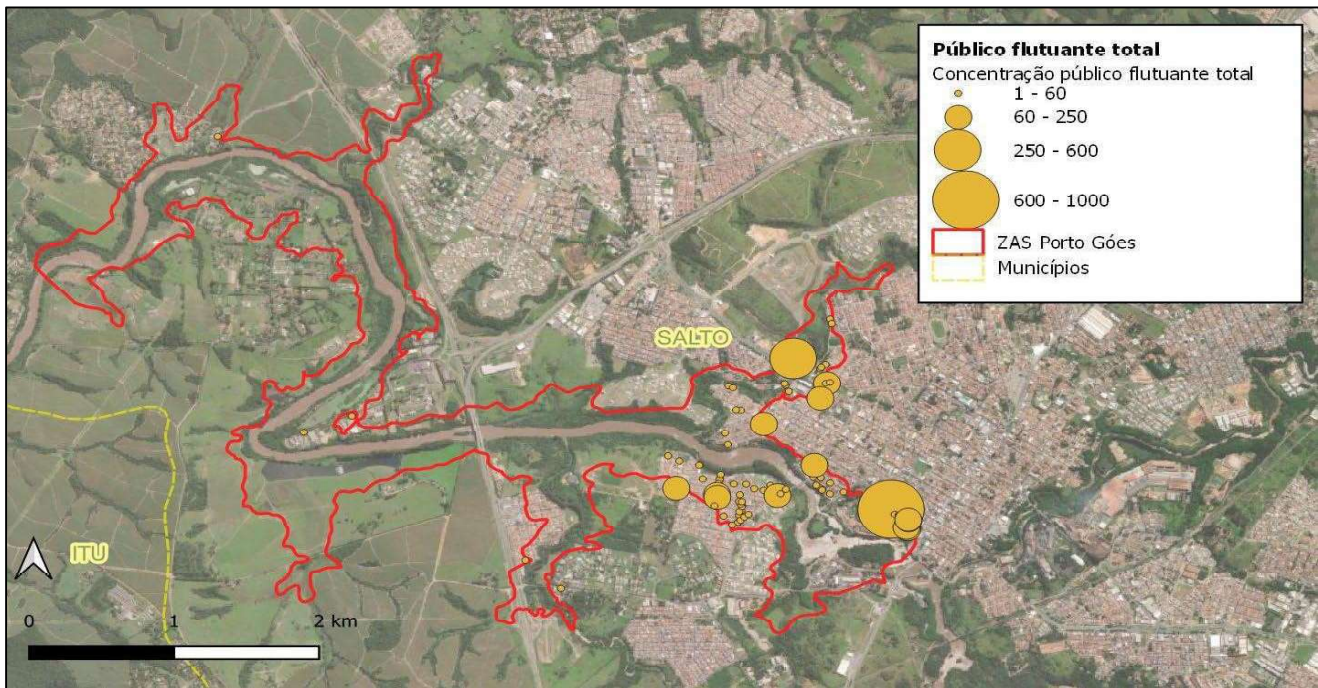 Público flutuante total
Concentração público flutuante total
1 - 60
60 - 250
250 - 600
600 - 1000
ZAS Porto Góes
Municípios
SALTO
ITU
0 1 2 km